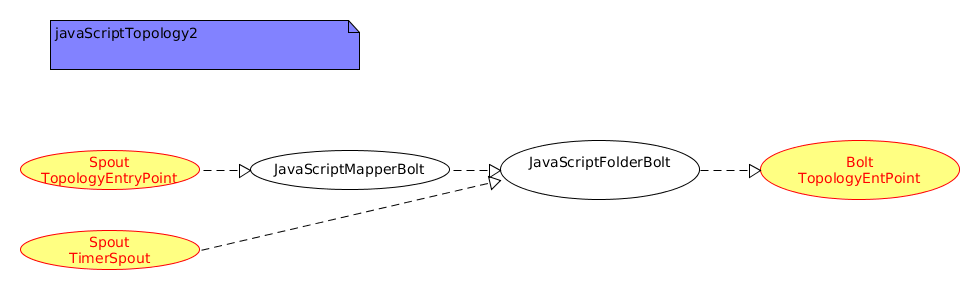 javaScriptTopology2
Spout
TopologyEntryPoint
JavaScriptMapperBolt
JavaScriptFolderBolt
Bolt
TopologyEntPoint
Spout
TimerSpout